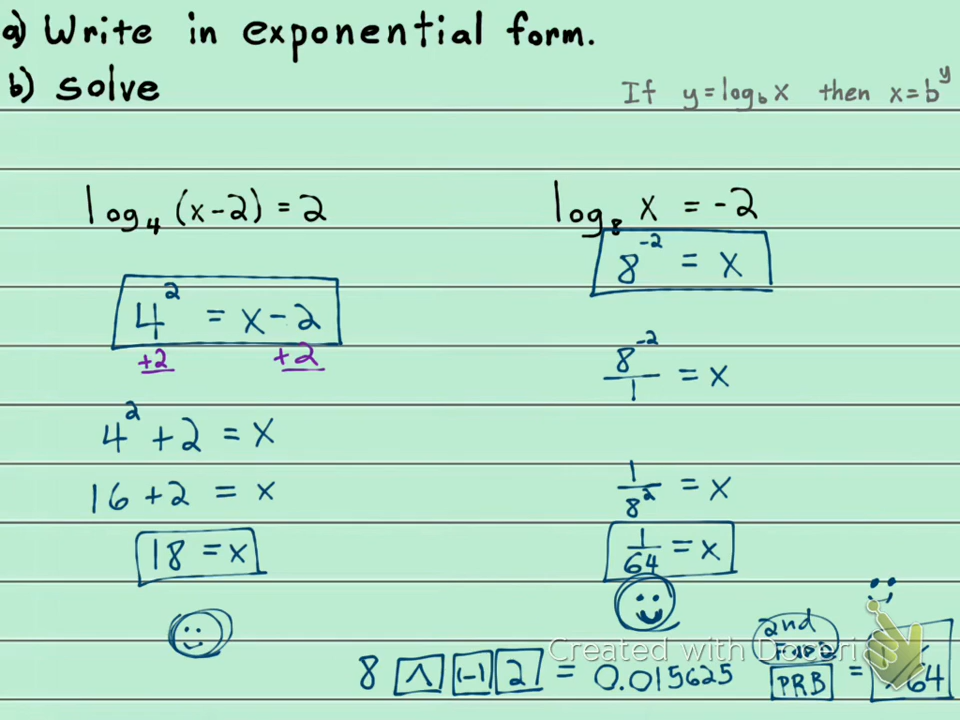 a) Write in exponential form.
b) solve
If y = log_b x then x = b^y
log_4 (x-2) = 2
4^2 = x - 2
+2 +2
4^2 + 2 = x
16 + 2 = x
18 = x
log_8 x = -2
8^-2 = x
8^-2/1 = x
1/8^2 = x
1/64 = x
8 ^ (-) 2 = 0.015625 2nd PRB = 64
Created with Doceri